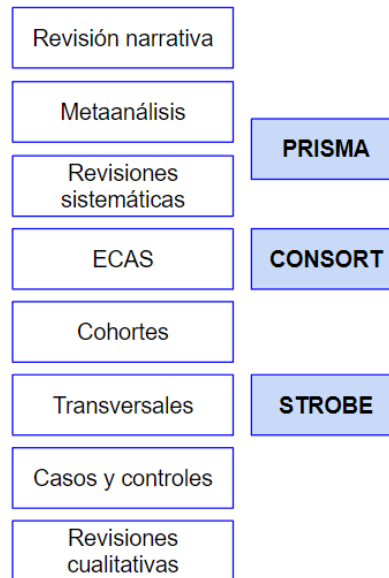 Revisión narrativa
Metaanálisis
PRISMA
Revisiones
sistemáticas
ECAS
CONSORT
Cohortes
Transversales
STROBE
Casos y controles
Revisiones
cualitativas